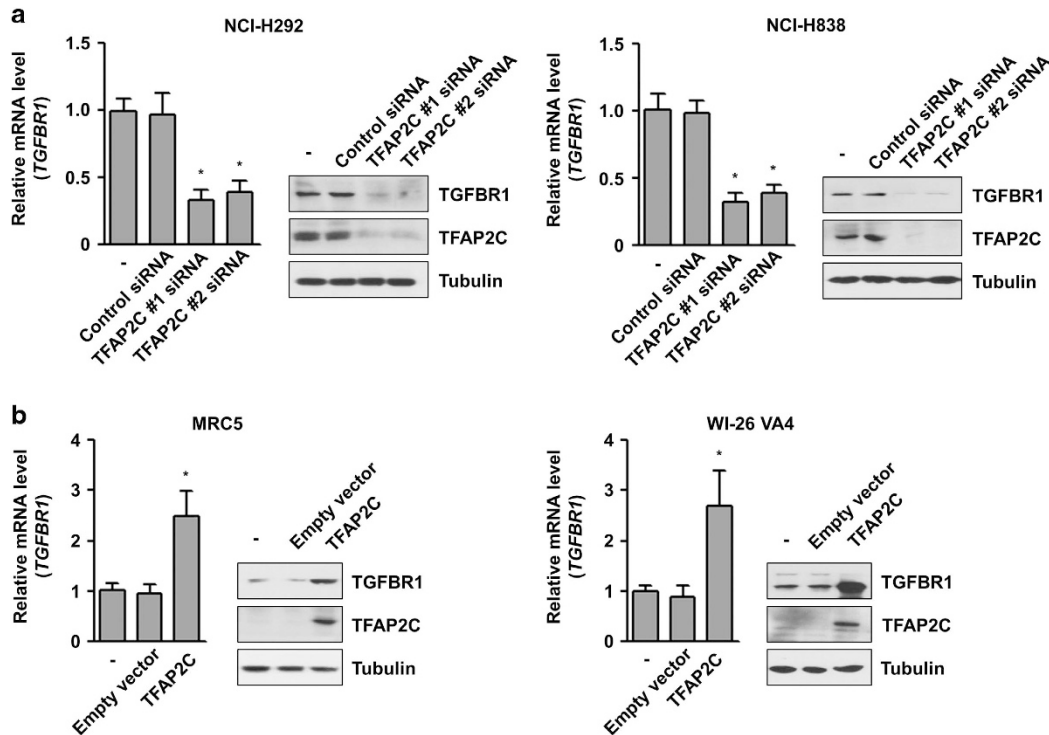 a
NCI-H292
Relative mRNA level
(TGFBR1)
1.5
1.0
0.5
0
*
*
-
Control siRNA
TFAP2C #1 siRNA
TFAP2C #2 siRNA
-
Control siRNA
TFAP2C #1 siRNA
TFAP2C #2 siRNA
TGFBR1
TFAP2C
Tubulin
NCI-H838
Relative mRNA level
(TGFBR1)
1.5
1.0
0.5
0
*
*
-
Control siRNA
TFAP2C #1 siRNA
TFAP2C #2 siRNA
-
Control siRNA
TFAP2C #1 siRNA
TFAP2C #2 siRNA
TGFBR1
TFAP2C
Tubulin
b
MRC5
Relative mRNA level
(TGFBR1)
4
3
2
1
0
*
-
Empty vector
TFAP2C
-
Empty vector
TFAP2C
TGFBR1
TFAP2C
Tubulin
WI-26 VA4
Relative mRNA level
(TGFBR1)
4
3
2
1
0
*
-
Empty vector
TFAP2C
-
Empty vector
TFAP2C
TGFBR1
TFAP2C
Tubulin